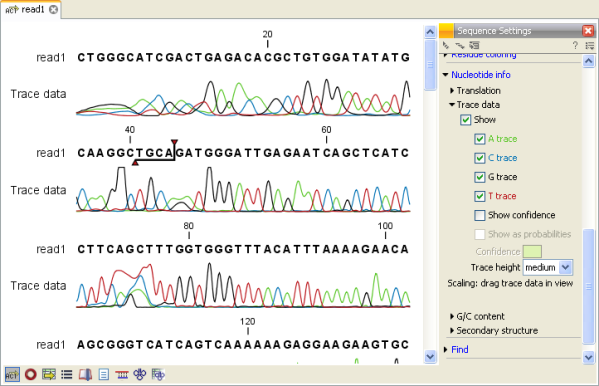 read1
Sequence Settings
20
read1 CTGGGCATCGACTGAGACACGCTGTGGATATATG
Trace data
40 60
read1 CAAGGCTGCAGATGGGATTGAGAATCAGCTCATC
Trace data
80 100
read1 CTTCAGCTTTGGTGGGTTTACATTTAAAAGAACA
Trace data
120
read1 AGCGGGTCATCAGTCAAAAAAAGAGGAAGAAGTGC
Residue coloring
Nucleotide info
Translation
Trace data
Show
A trace
C trace
G trace
T trace
Show confidence
Show as probabilities
Confidence
Trace height medium
Scaling: drag trace data in view
G/C content
Secondary structure
Find